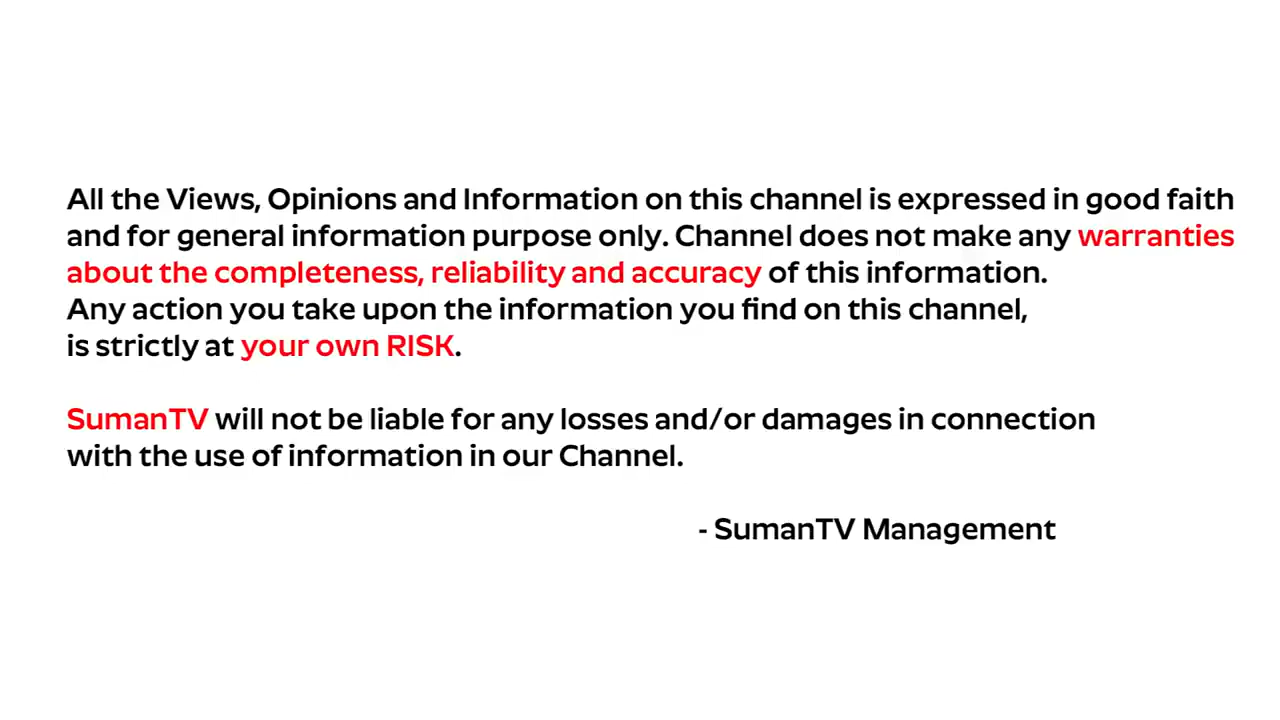 All the Views, Opinions and Information on this channel is expressed in good faith
and for general information purpose only. Channel does not make any warranties
about the completeness, reliability and accuracy of this information.
Any action you take upon the information you find on this channel,
is strictly at your own RISK.
SumanTV will not be liable for any losses and/or damages in connection
with the use of information in our Channel.
- SumanTV Management